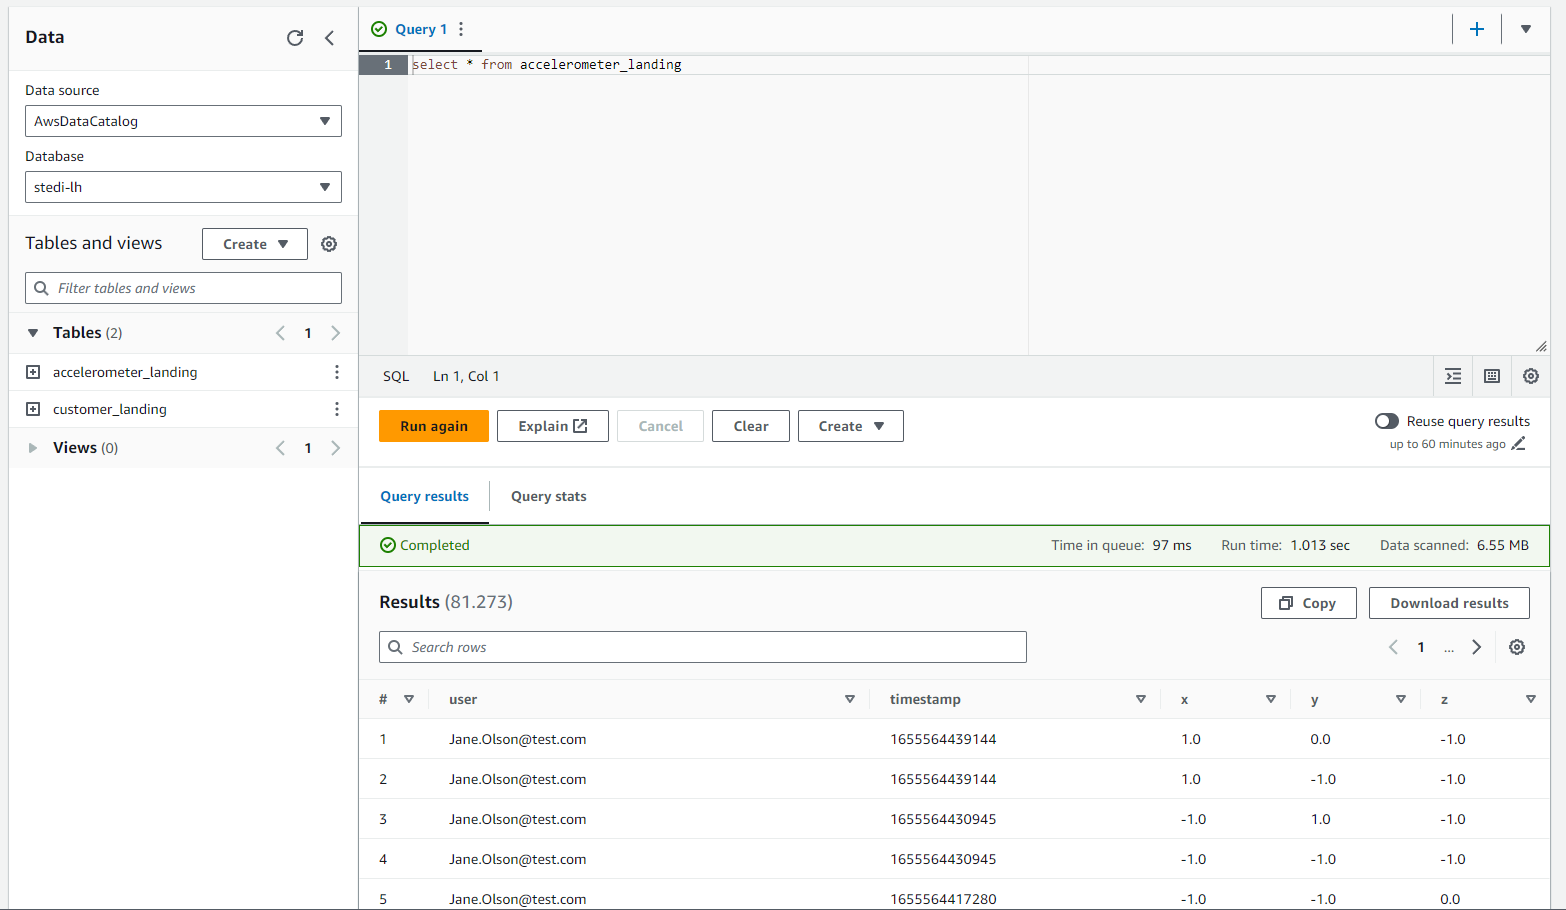 Data
Data source
AwsDataCatalog
Database
stedi-lh
Tables and views
Create
Filter tables and views
Tables (2)
1
accelerometer_landing
customer_landing
Views (0)
1
Query 1
1
select * from accelerometer_landing
SQL
Ln 1, Col 1
Run again
Explain
Cancel
Clear
Create
Reuse query results
up to 60 minutes ago
Query results
Query stats
Completed
Time in queue: 97 ms
Run time: 1.013 sec
Data scanned: 6.55 MB
Results (81.273)
Copy
Download results
Search rows
1 ...
# user timestamp x y z
1 Jane.Olson@test.com 1655564439144 1.0 0.0 -1.0
2 Jane.Olson@test.com 1655564439144 1.0 -1.0 -1.0
3 Jane.Olson@test.com 1655564430945 -1.0 1.0 -1.0
4 Jane.Olson@test.com 1655564430945 -1.0 -1.0 -1.0
5 Jane.Olson@test.com 1655564417280 -1.0 -1.0 0.0